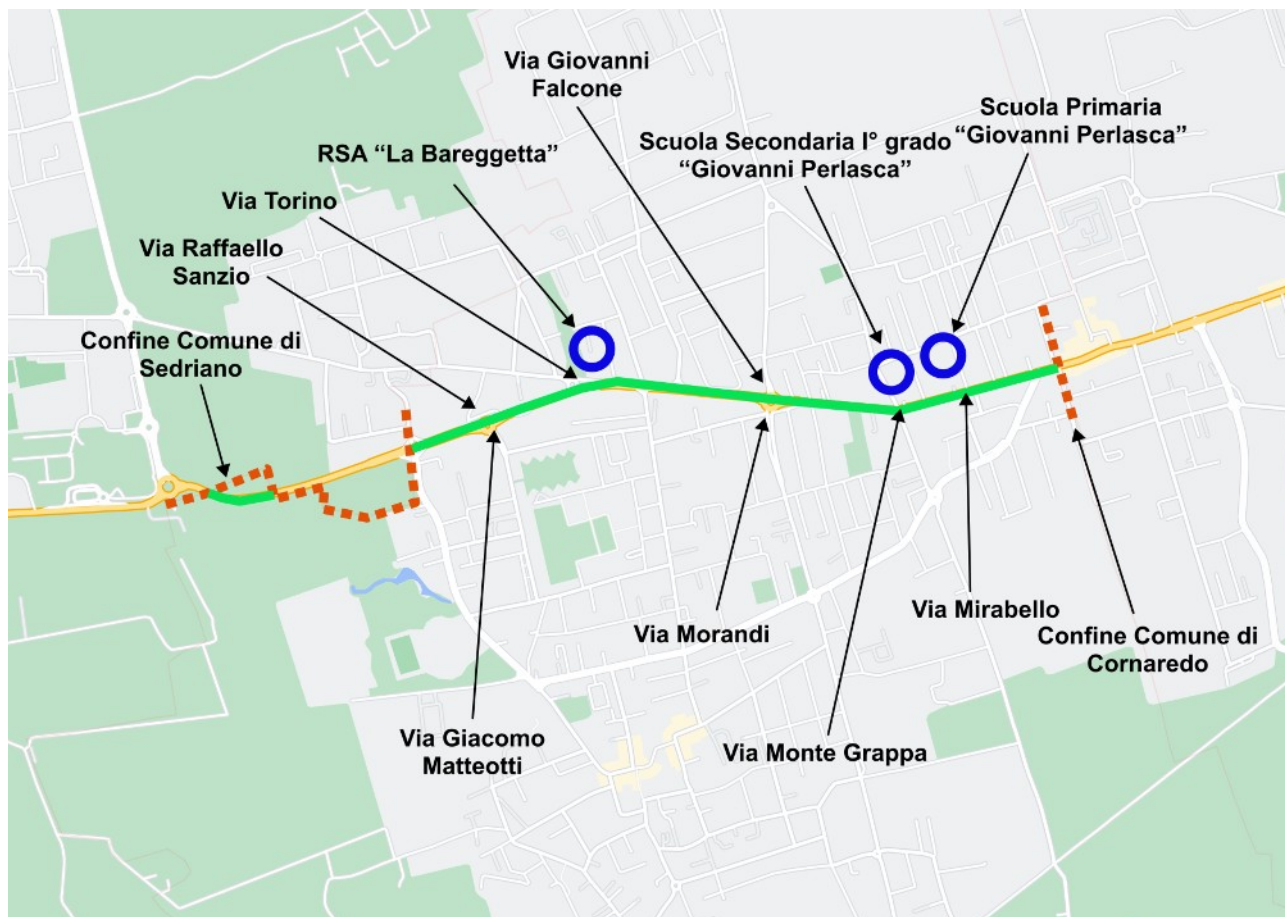 Via Giovanni
Falcone
Scuola Primaria
“Giovanni Perlasca”
Scuola Secondaria I° grado
“Giovanni Perlasca”
RSA “La Bareggetta”
Via Torino
Via Raffaello
Sanzio
Confine Comune di
Sedriano
Via Mirabello
Via Morandi
Confine Comune di
Cornaredo
Via Giacomo
Matteotti
Via Monte Grappa